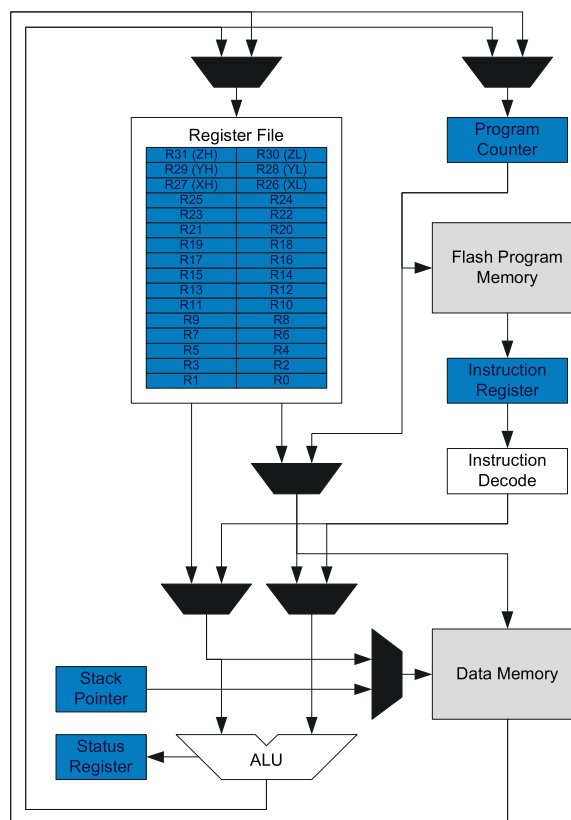 Register File
R31 (ZH) R30 (ZL)
R29 (YH) R28 (YL)
R27 (XH) R26 (XL)
R25 R24
R23 R22
R21 R20
R19 R18
R17 R16
R15 R14
R13 R12
R11 R10
R9 R8
R7 R6
R5 R4
R3 R2
R1 R0
Program
Counter
Flash Program
Memory
Instruction
Register
Instruction
Decode
Stack
Pointer
Data Memory
Status
Register
ALU